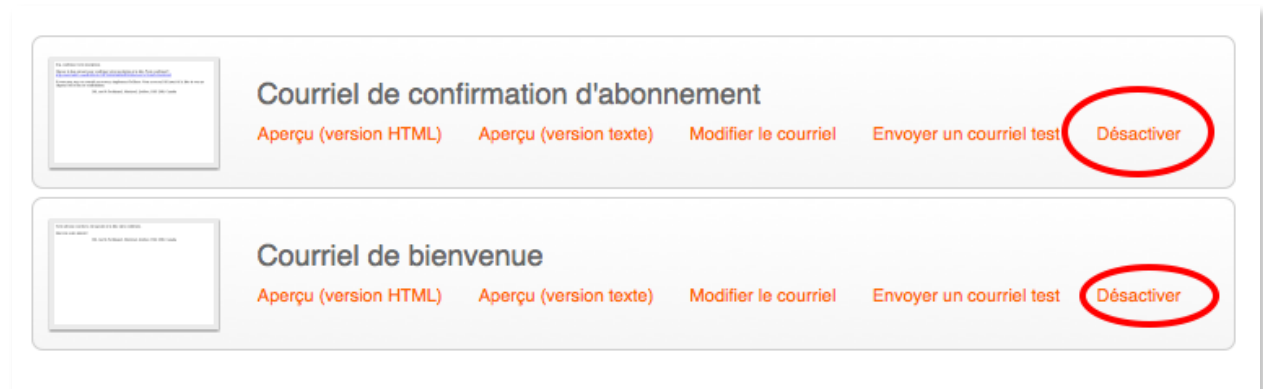 Courriel de confirmation d'abonnement
Aperçu (version HTML) Aperçu (version texte) Modifier le courriel Envoyer un courriel test Désactiver
Courriel de bienvenue
Aperçu (version HTML) Aperçu (version texte) Modifier le courriel Envoyer un courriel test Désactiver